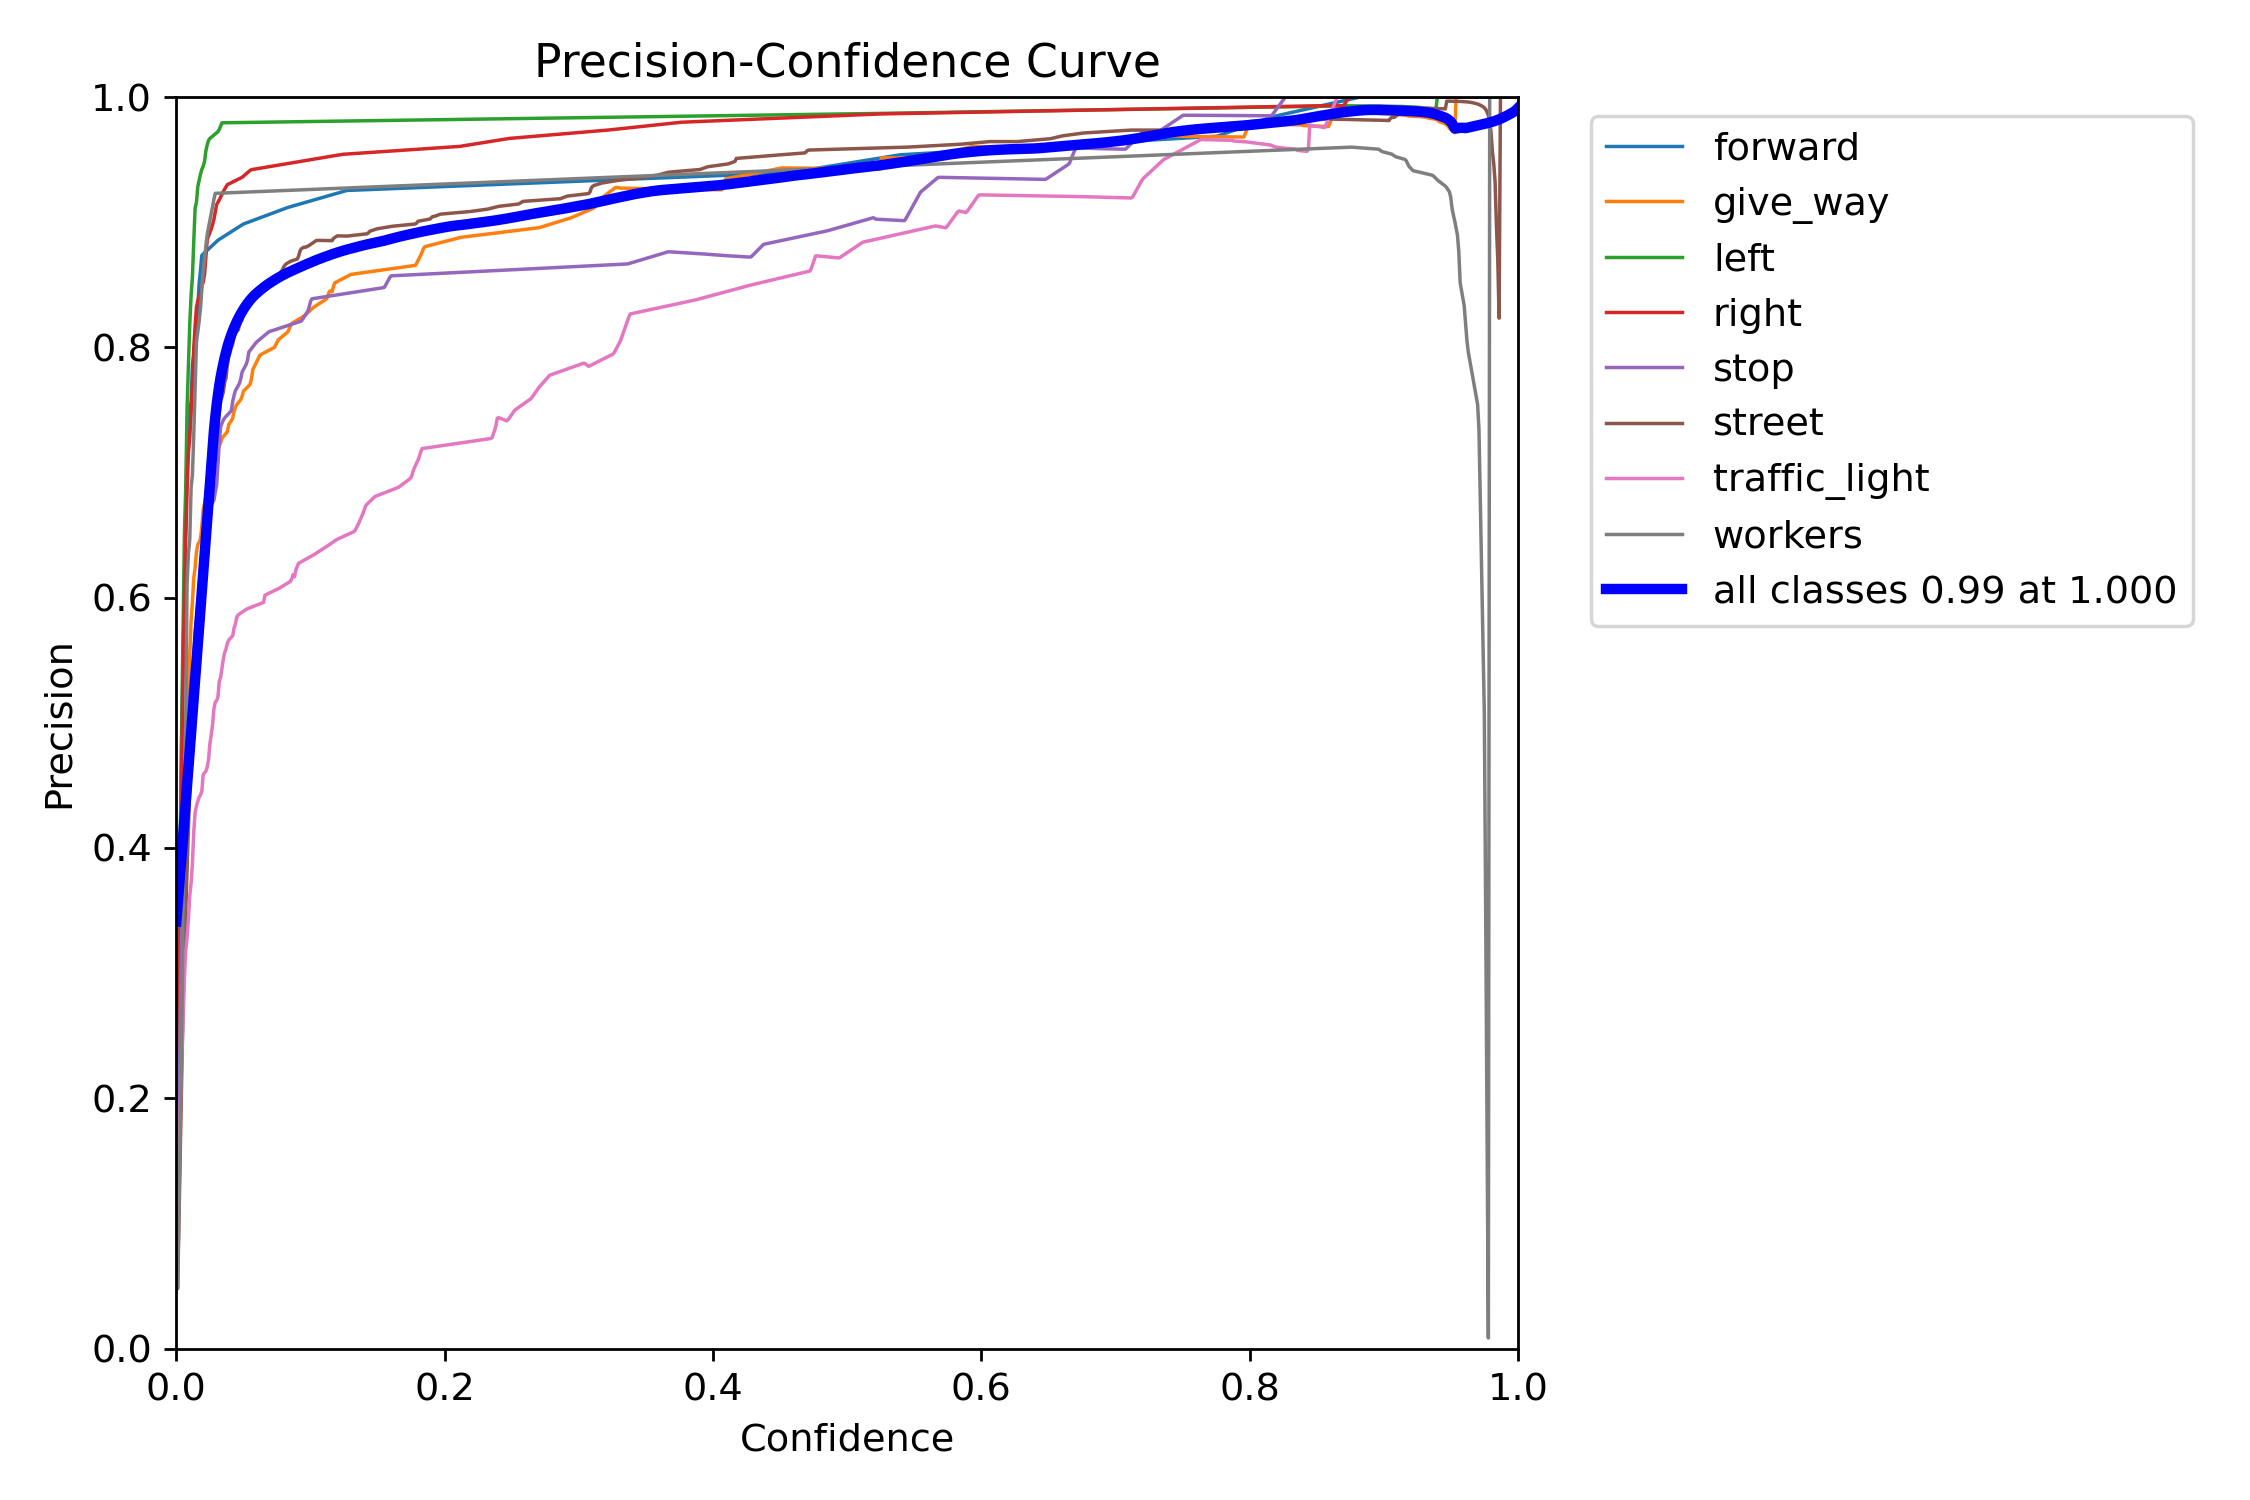 Precision-Confidence Curve
1.0
0.8
0.6
0.4
0.2
0.0
Precision
0.0 0.2 0.4 0.6 0.8 1.0
Confidence
forward
give_way
left
right
stop
street
traffic_light
workers
all classes 0.99 at 1.000